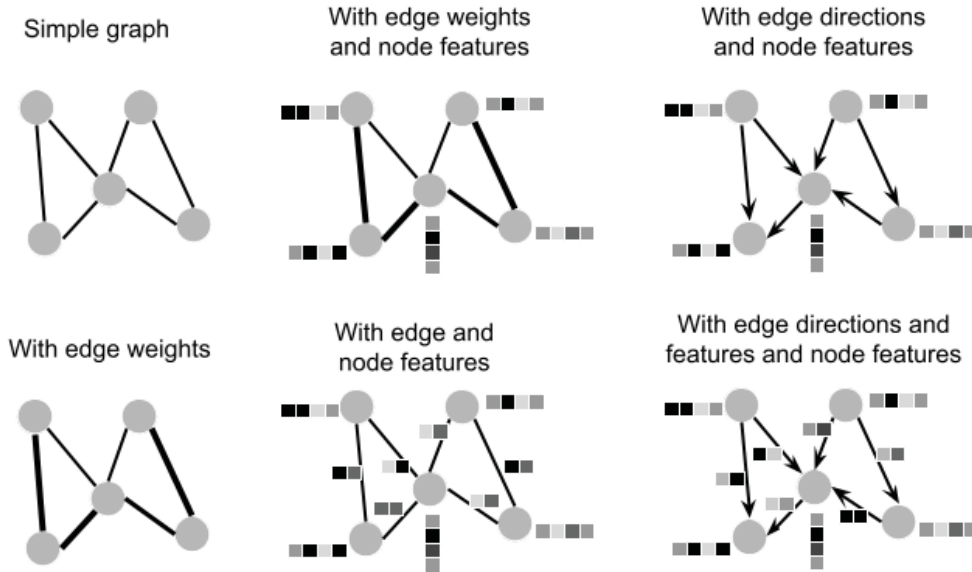 Simple graph
With edge weights
and node features
With edge directions
and node features
With edge weights
With edge and
node features
With edge directions and
features and node features